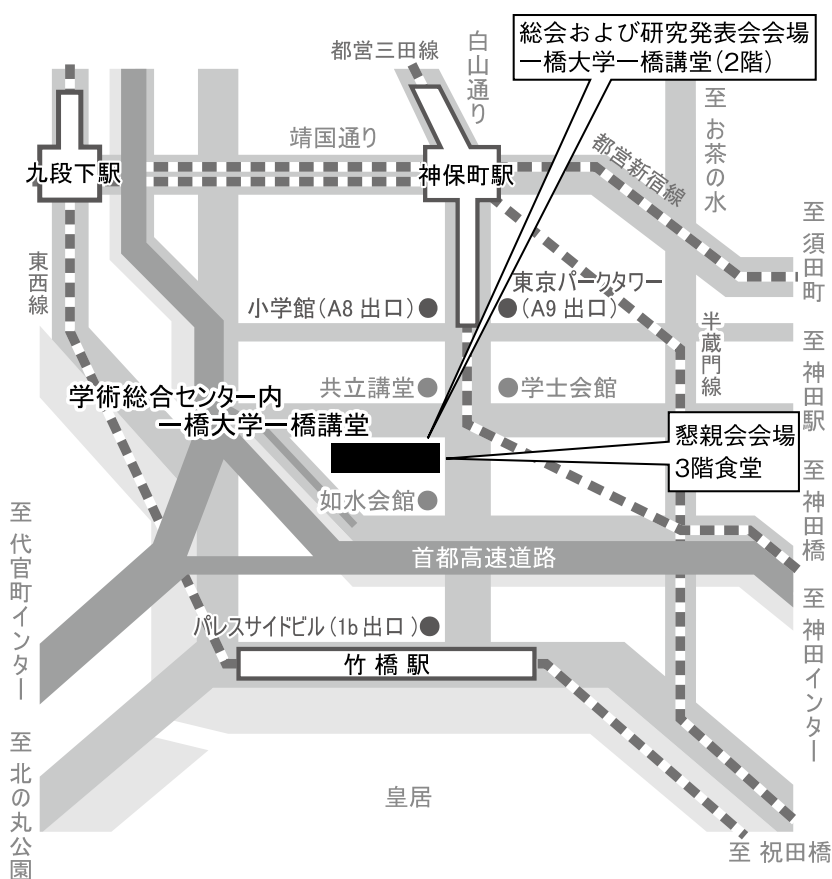 総会および研究発表会会場
一橋大学一橋講堂（2階）
都営三田線
白山通り
至 お茶の水
靖国通り
都営新宿線
九段下駅
神保町駅
至 須田町
東西線
東京パークタワー
（A9 出口）
小学館（A8 出口）
半蔵門線
至 神田駅
共立講堂
学士会館
学術総合センター内
一橋大学一橋講堂
懇親会会場
3階食堂
如水会館
至 神田橋
至 代官町インター
首都高速道路
至 神田インター
パレスサイドビル（1b 出口 ）
竹橋駅
至 北の丸公園
皇居
至 祝田橋